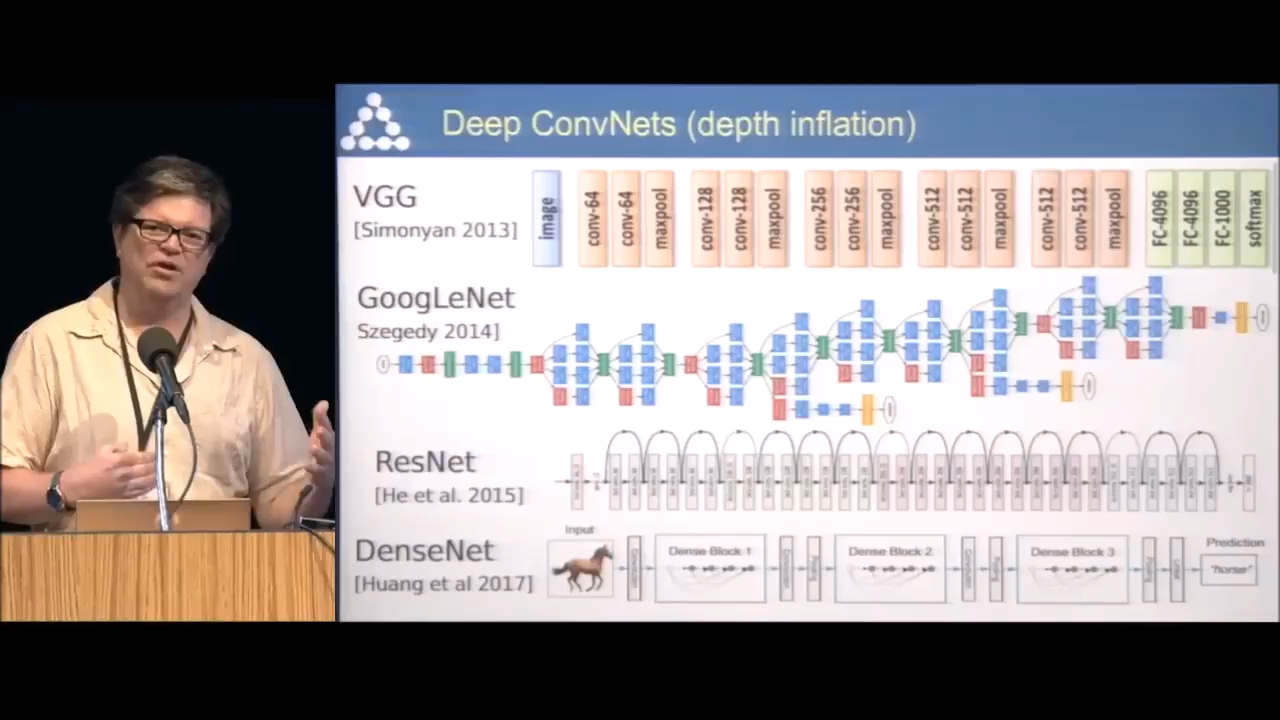 Deep ConvNets (depth inflation)
VGG
[Simonyan 2013]
image
conv-64
conv-64
maxpool
conv-128
conv-128
maxpool
conv-256
conv-256
maxpool
conv-512
conv-512
maxpool
conv-512
conv-512
maxpool
FC-4096
FC-4096
FC-1000
softmax
GoogLeNet
Szegedy 2014]
ResNet
[He et al. 2015]
DenseNet
[Huang et al 2017]
Input
Dense Block 1
Dense Block 2
Dense Block 3
Prediction
"horse"